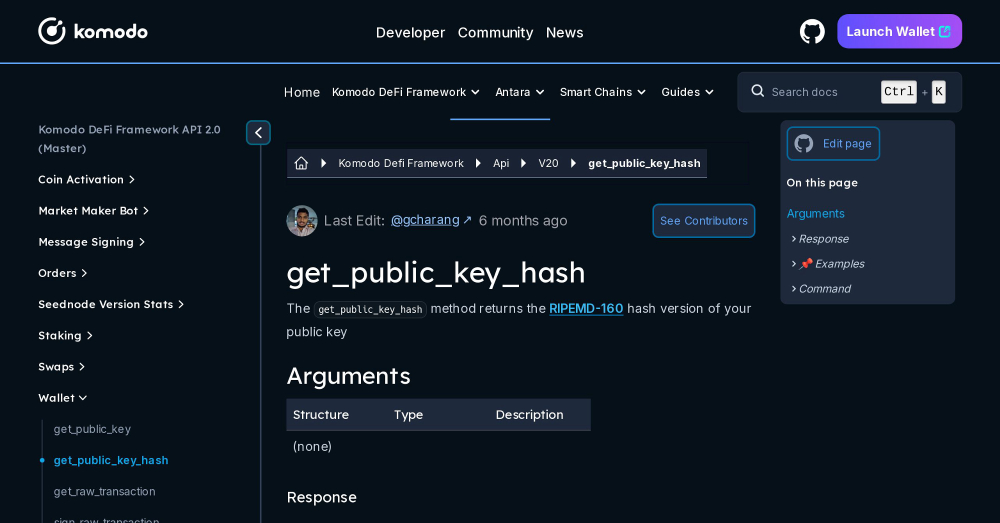 komodo
Developer Community News
Launch Wallet
Home Komodo DeFi Framework Antara Smart Chains Guides
Search docs Ctrl + K
Komodo DeFi Framework API 2.0
(Master)
Coin Activation
Market Maker Bot
Message Signing
Orders
Seednode Version Stats
Staking
Swaps
Wallet
get_public_key
get_public_key_hash
get_raw_transaction
sign_raw_transaction
Komodo Defi Framework Api V20 get_public_key_hash
Last Edit: @gcharang ↗ 6 months ago
See Contributors
get_public_key_hash
The get_public_key_hash method returns the RIPEMD-160 hash version of your
public key
Arguments
Structure Type Description
(none)
Response
Edit page
On this page
Arguments
Response
📌 Examples
Command